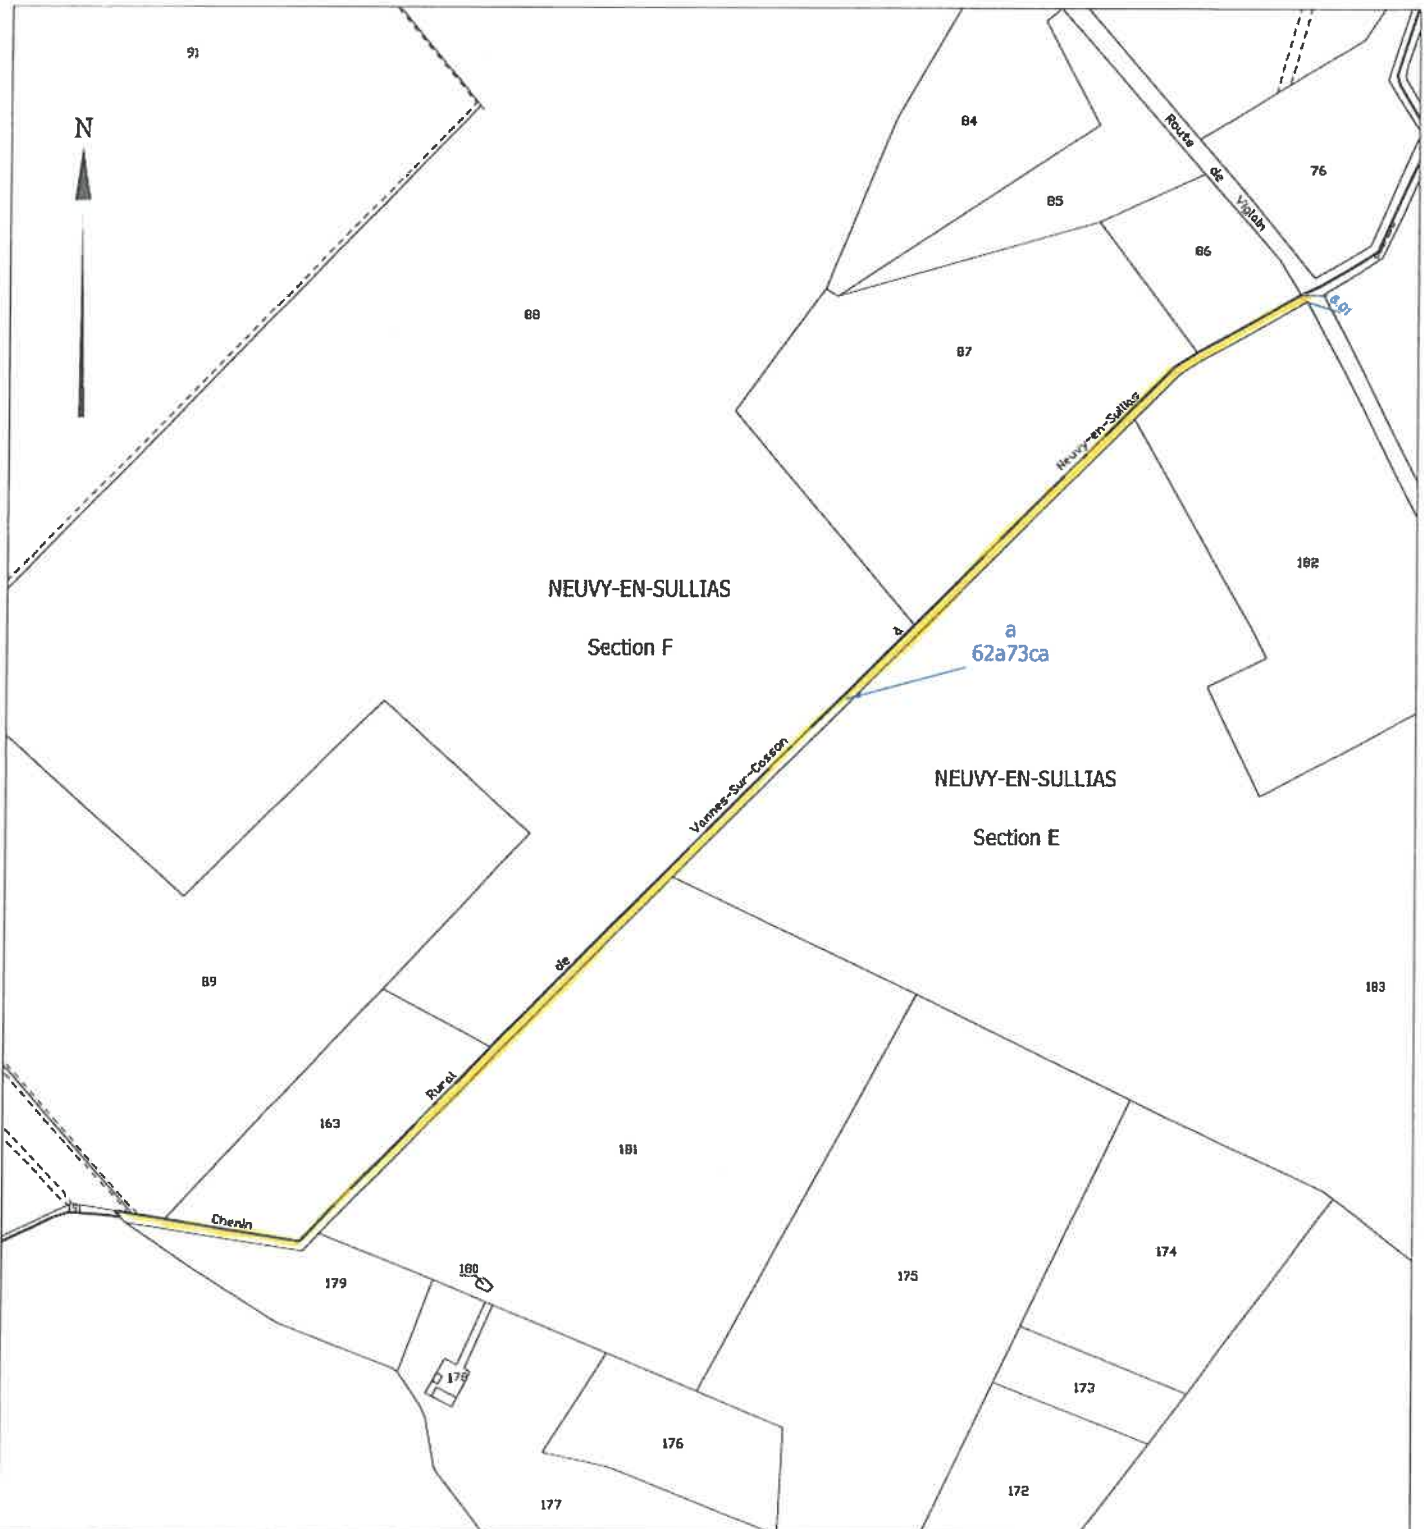 91
N
84
Route de Viglain
76
85
86
88
6.91
87
Neuvy-en-Sullias
182
NEUVY-EN-SULLIAS
Section F
à
a
62a73ca
Vannes-Sur-Cosson
NEUVY-EN-SULLIAS
Section E
de
89
183
Rural
163
181
Chemin
174
180
179
175
178
173
176
172
177